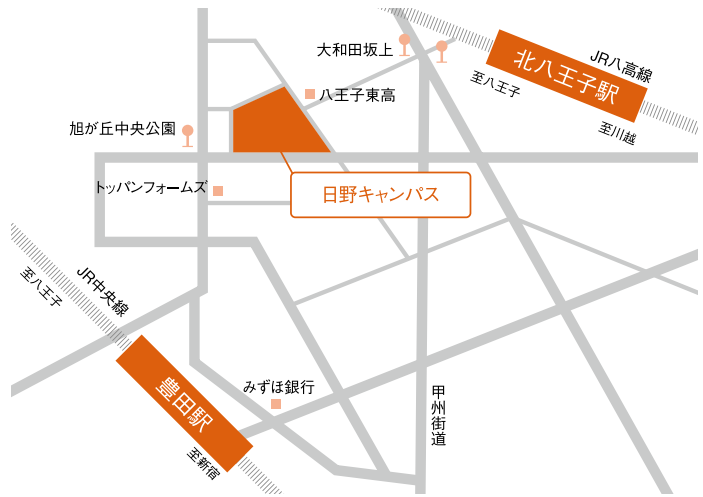 大和田坂上
北八王子駅
JR八高線
至八王子
八王子東高
至川越
旭が丘中央公園
トッパンフォームズ
日野キャンパス
至八王子
JR中央線
豊田駅
みずほ銀行
甲州街道
至新宿